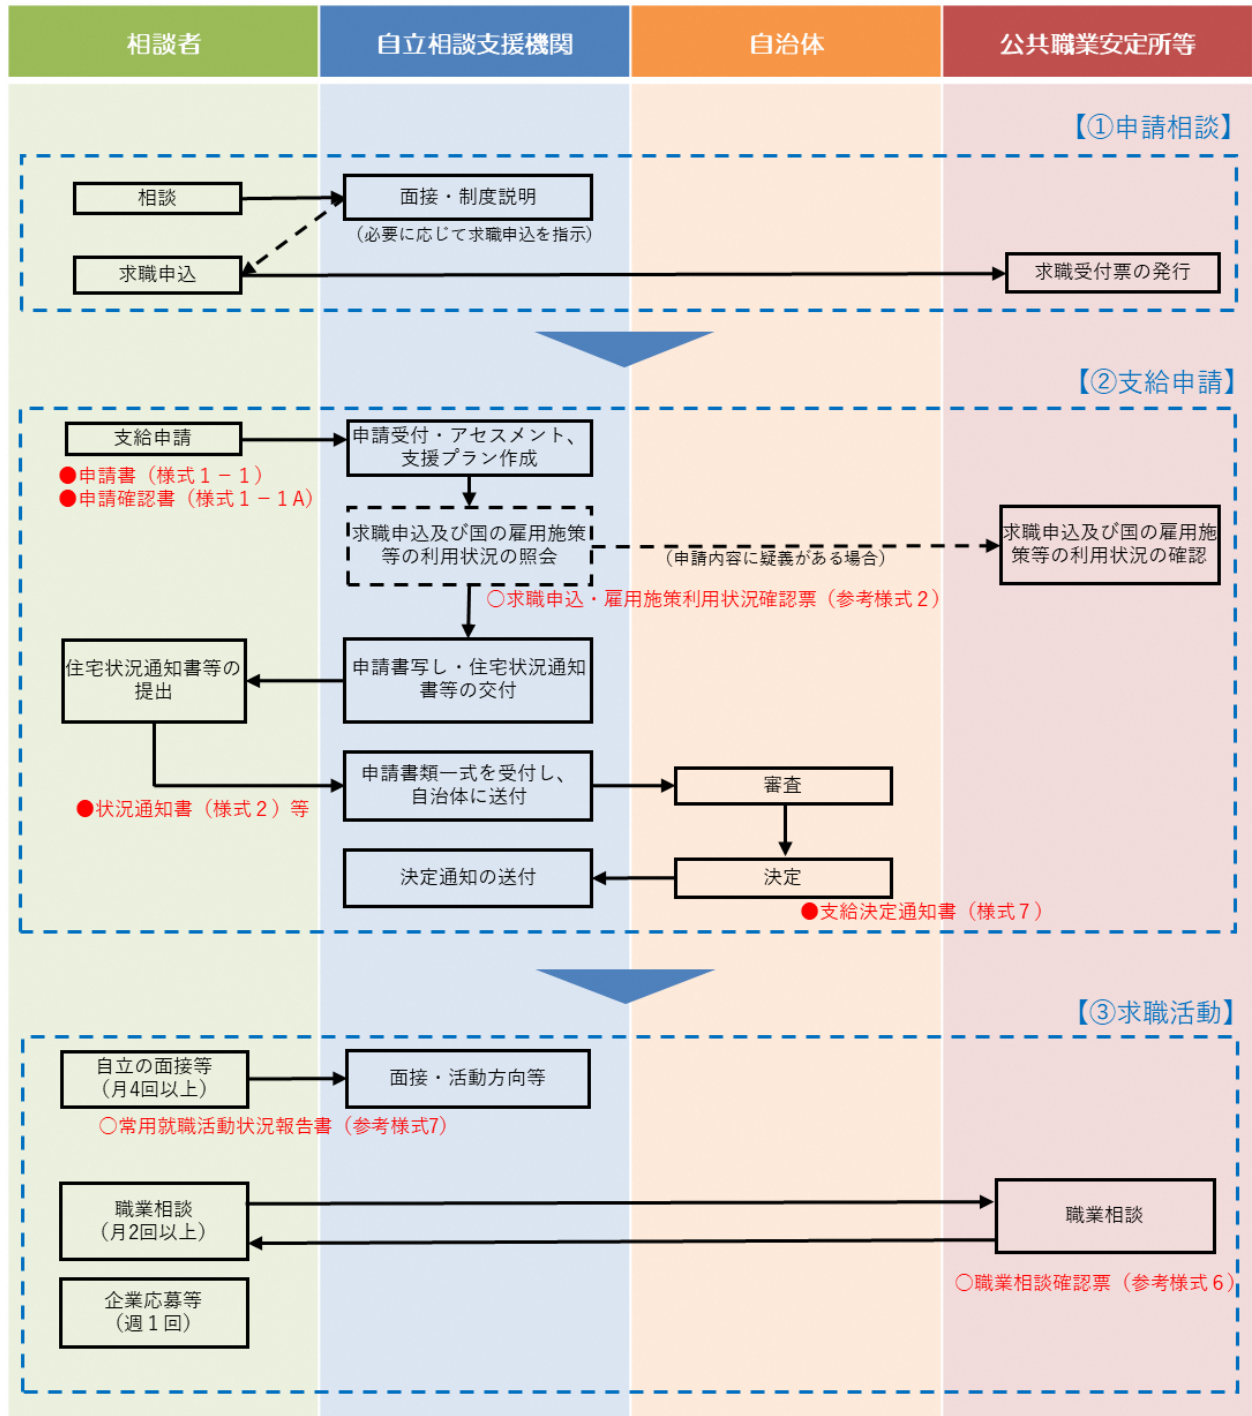 相談者
自立相談支援機関
自治体
公共職業安定所等
【①申請相談】
相談
面接・制度説明
（必要に応じて求職申込を指示）
求職申込
求職受付票の発行
【②支給申請】
支給申請
申請受付・アセスメント、
支援プラン作成
●申請書（様式１－１）
●申請確認書（様式１－１A）
求職申込及び国の雇用施策
等の利用状況の照会
（申請内容に疑義がある場合）
求職申込及び国の雇用施
策等の利用状況の確認
○求職申込・雇用施策利用状況確認票（参考様式２）
住宅状況通知書等の
提出
申請書写し・住宅状況通知
書等の交付
申請書類一式を受付し、
自治体に送付
審査
●状況通知書（様式２）等
決定通知の送付
決定
●支給決定通知書（様式７）
【③求職活動】
自立の面接等
（月4回以上）
面接・活動方向等
○常用就職活動状況報告書（参考様式7）
職業相談
（月2回以上）
職業相談
○職業相談確認票（参考様式６）
企業応募等
（週１回）